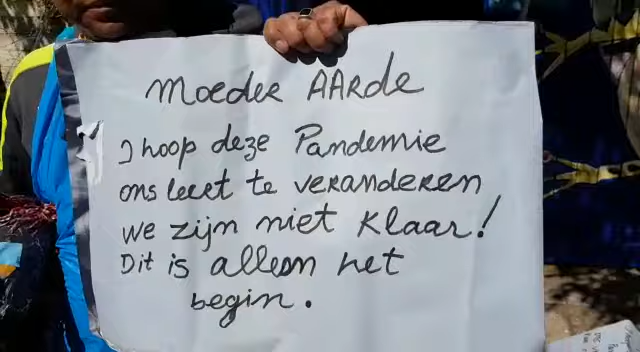 Moeder AARde
I hoop deze Pandemie
ons leert te veranderen
we zijn niet klaar!
Dit is alleen het
begin.